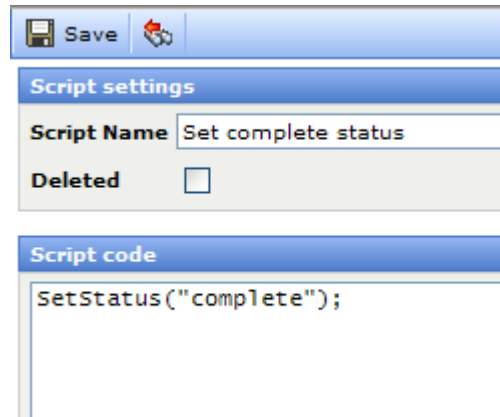 Save
Script settings
Script Name Set complete status
Deleted
Script code
SetStatus("complete");